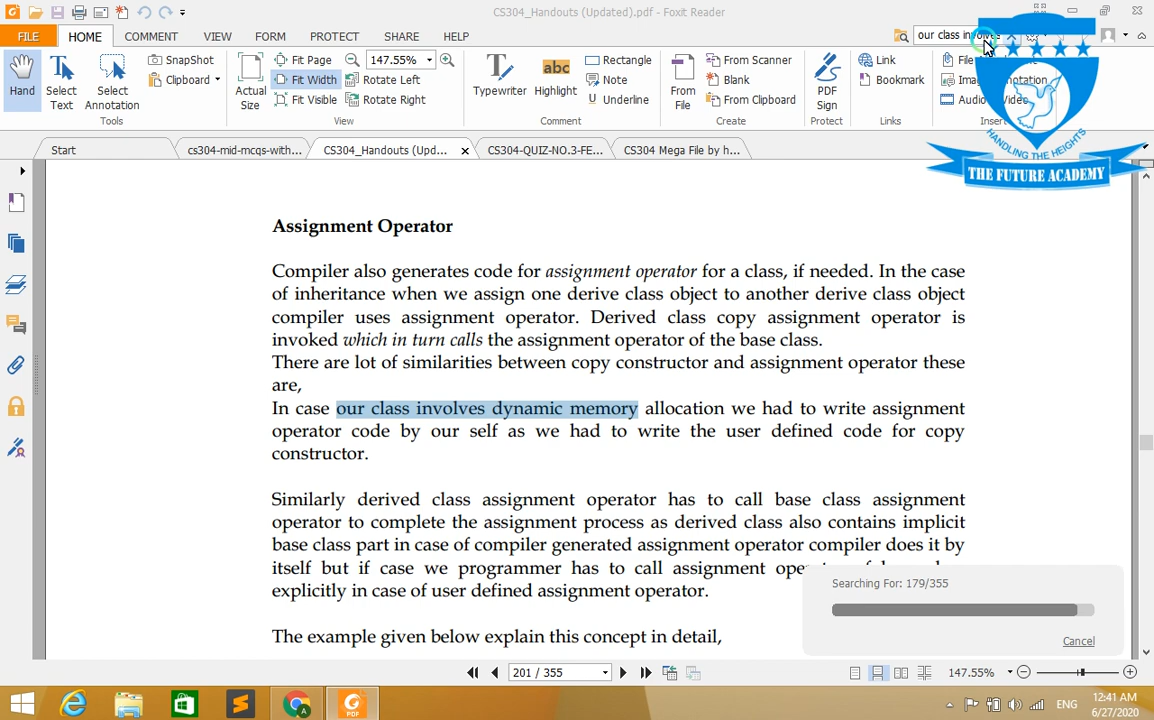 CS304_Handouts (Updated).pdf - Foxit Reader
FILE HOME COMMENT VIEW FORM PROTECT SHARE HELP our class involves
Hand Select Text Select Annotation SnapShot Clipboard
Tools
Actual Size Fit Page Fit Width Fit Visible 147.55% Rotate Left Rotate Right
View
Typewriter abc Highlight Rectangle Note Underline
Comment
From File From Scanner Blank From Clipboard
Create
PDF Sign
Protect
Link Bookmark
Links
File
Insert
HANDLING THE HEIGHTS
THE FUTURE ACADEMY
Start cs304-mid-mcqs-with... CS304_Handouts (Upd... CS304-QUIZ-NO.3-FE... CS304 Mega File by h...
Assignment Operator
Compiler also generates code for assignment operator for a class, if needed. In the case
of inheritance when we assign one derive class object to another derive class object
compiler uses assignment operator. Derived class copy assignment operator is
invoked which in turn calls the assignment operator of the base class.
There are lot of similarities between copy constructor and assignment operator these
are,
In case our class involves dynamic memory allocation we had to write assignment
operator code by our self as we had to write the user defined code for copy
constructor.
Similarly derived class assignment operator has to call base class assignment
operator to complete the assignment process as derived class also contains implicit
base class part in case of compiler generated assignment operator compiler does it by
itself but if case we programmer has to call assignment
explicitly in case of user defined assignment operator.
The example given below explain this concept in detail,
Searching For: 179/355
Cancel
201 / 355 147.55%
ENG 12:41 AM
6/27/2020